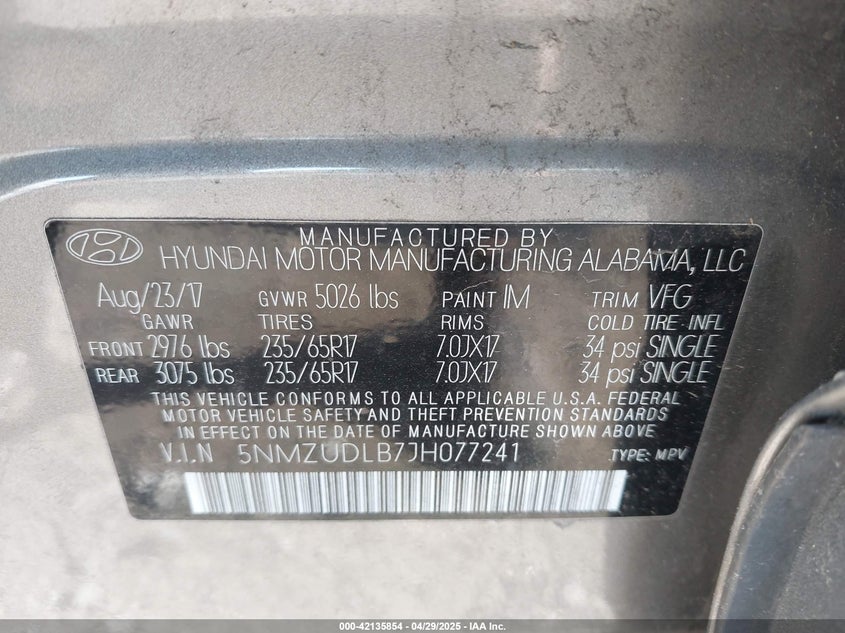 MANUFACTURED BY
HYUNDAI MOTOR MANUFACTURING ALABAMA, LLC
Aug/23/17 GVWR 5026 lbs PAINT IM TRIM VFG
GAWR TIRES RIMS COLD TIRE INFL
FRONT 2976 lbs 235/65R17 7.0JX17 34 psi SINGLE
REAR 3075 lbs 235/65R17 7.0JX17 34 psi SINGLE
THIS VEHICLE CONFORMS TO ALL APPLICABLE U.S.A. FEDERAL
MOTOR VEHICLE SAFETY AND THEFT PREVENTION STANDARDS
IN EFFECT ON THE DATE OF MANUFACTURE SHOWN ABOVE
V.I.N 5NMZUDLB7JH077241 TYPE: MPV
000-42135854 - 04/29/2025 - IAA Inc.